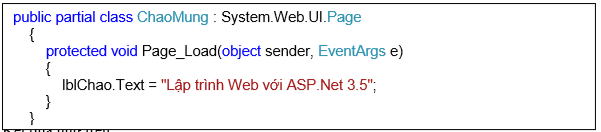 public partial class ChaoMung : System.Web.UI.Page
{
protected void Page_Load(object sender, EventArgs e)
{
lblChao.Text = "Lập trình Web với ASP.Net 3.5";
}
}